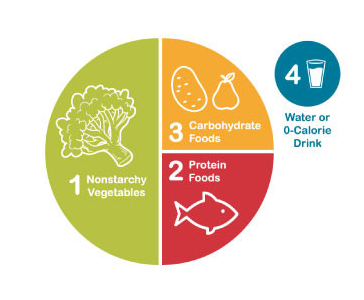 1 Nonstarchy
Vegetables
2 Protein
Foods
3 Carbohydrate
Foods
4
Water or
0-Calorie
Drink